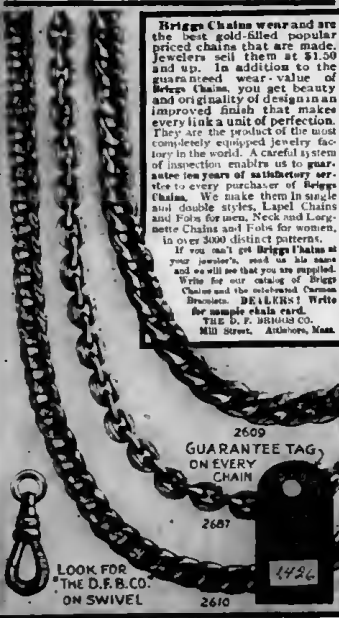 Briggs Chains wear and are
the best gold-filled popular
priced chains that are made.
Jewelers sell them at $1.50
and up. In addition to the
guaranteed wear-value of
Briggs Chains, you get beauty
and originality of design in an
improved finish that makes
every link a unit of perfection.
They are the product of the most
completely equipped jewelry fac-
tory in the world. A careful system
of inspection enables us to guar-
antee ten years of satisfactory ser-
vice to every purchaser of Briggs
Chains. We make them in single
and double styles, Lapel Chains
and Fobs for men, Neck and Lorg-
nette Chains and Fobs for women,
in over 3000 distinct patterns.
If you can't get Briggs Chains at
your jeweler's, send us his name
and we will see that you are supplied.
Write for our catalog of Briggs
Chains and the celebrated Carmen
Bracelets. DEALERS! Write
for sample chain card.
THE D. F. BRIGGS CO.
Mill Street, Attleboro, Mass.
2609
GUARANTEE TAG
ON EVERY
CHAIN
2687
1426
LOOK FOR
"THE D.F.B.CO."
ON SWIVEL
2610